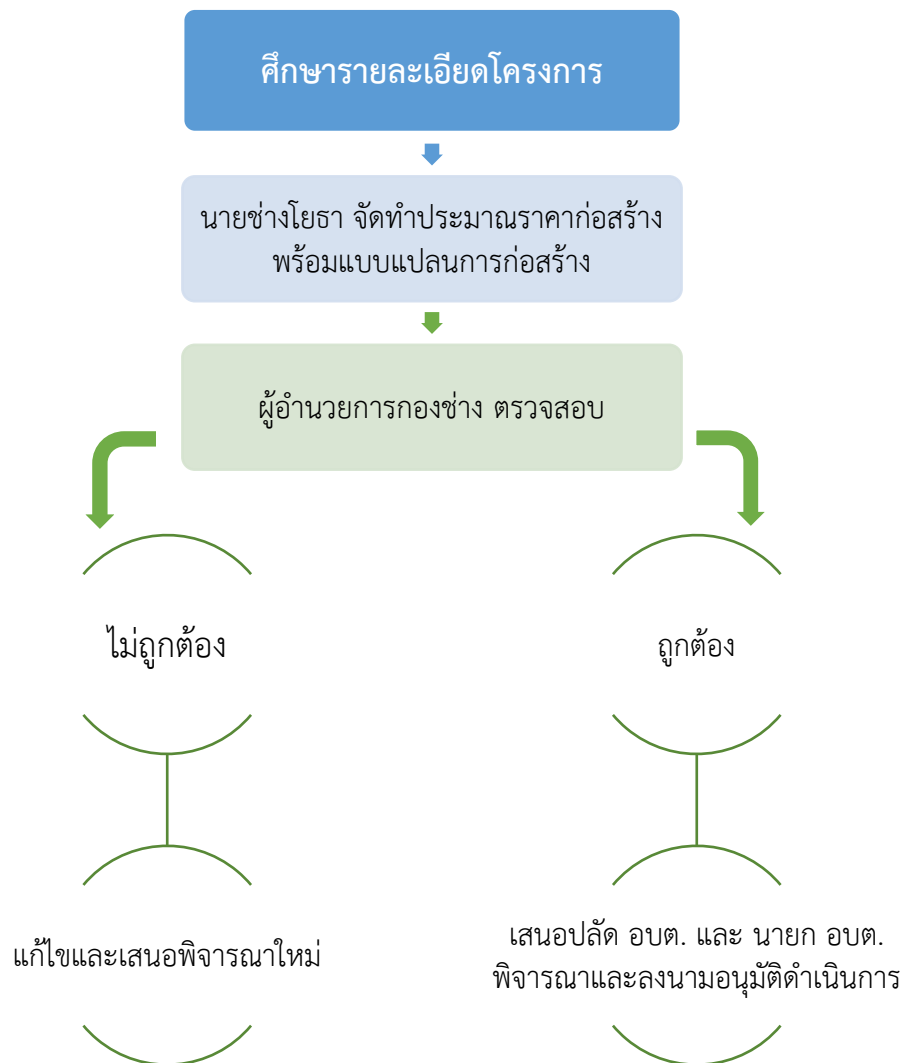 ศึกษารายละเอียดโครงการ
นายช่างโยธา จัดทำประมาณราคาก่อสร้าง
พร้อมแบบแปลนการก่อสร้าง
ผู้อำนวยการกองช่าง ตรวจสอบ
ไม่ถูกต้อง
ถูกต้อง
แก้ไขและเสนอพิจารณาใหม่
เสนอปลัด อบต. และ นายก อบต.
พิจารณาและลงนามอนุมัติดำเนินการ